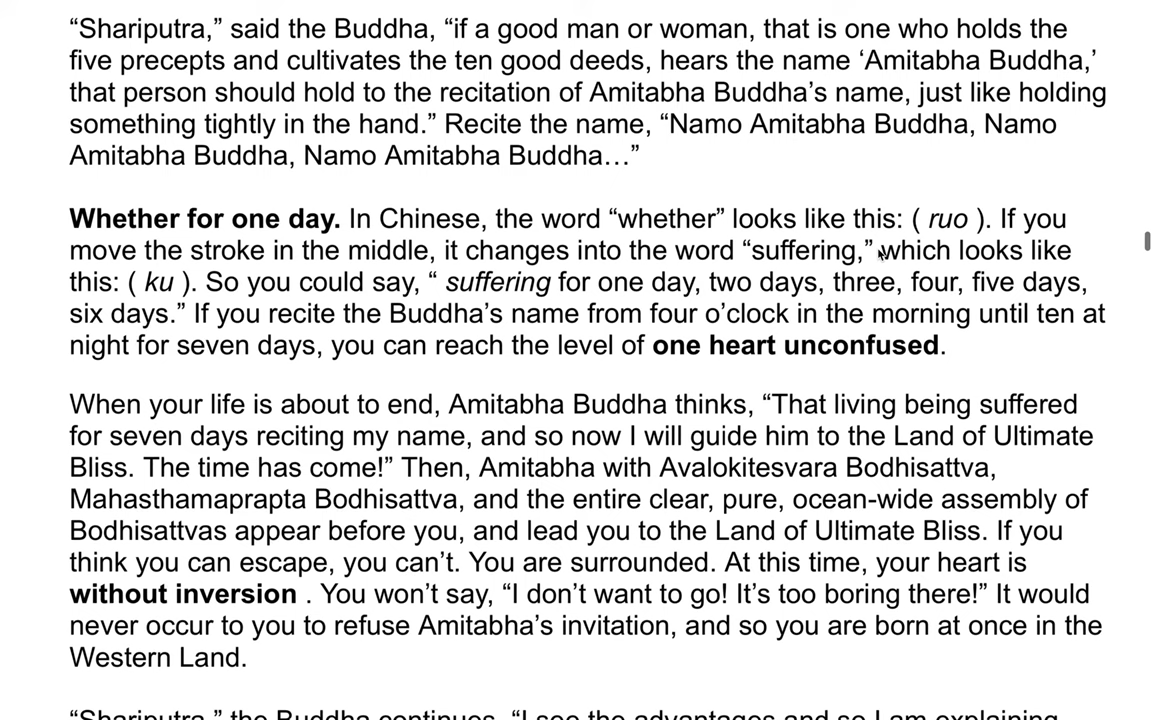 “Shariputra,” said the Buddha, “if a good man or woman, that is one who holds the
five precepts and cultivates the ten good deeds, hears the name ‘Amitabha Buddha,’
that person should hold to the recitation of Amitabha Buddha’s name, just like holding
something tightly in the hand.” Recite the name, “Namo Amitabha Buddha, Namo
Amitabha Buddha, Namo Amitabha Buddha…”
Whether for one day. In Chinese, the word “whether” looks like this: ( ruo ). If you
move the stroke in the middle, it changes into the word “suffering,” which looks like
this: ( ku ). So you could say, “ suffering for one day, two days, three, four, five days,
six days.” If you recite the Buddha’s name from four o’clock in the morning until ten at
night for seven days, you can reach the level of one heart unconfused.
When your life is about to end, Amitabha Buddha thinks, “That living being suffered
for seven days reciting my name, and so now I will guide him to the Land of Ultimate
Bliss. The time has come!” Then, Amitabha with Avalokitesvara Bodhisattva,
Mahasthamaprapta Bodhisattva, and the entire clear, pure, ocean-wide assembly of
Bodhisattvas appear before you, and lead you to the Land of Ultimate Bliss. If you
think you can escape, you can’t. You are surrounded. At this time, your heart is
without inversion . You won’t say, “I don’t want to go! It’s too boring there!” It would
never occur to you to refuse Amitabha’s invitation, and so you are born at once in the
Western Land.
“Shariputra,” the Buddha continues, “I see the advantages and so I am explaining